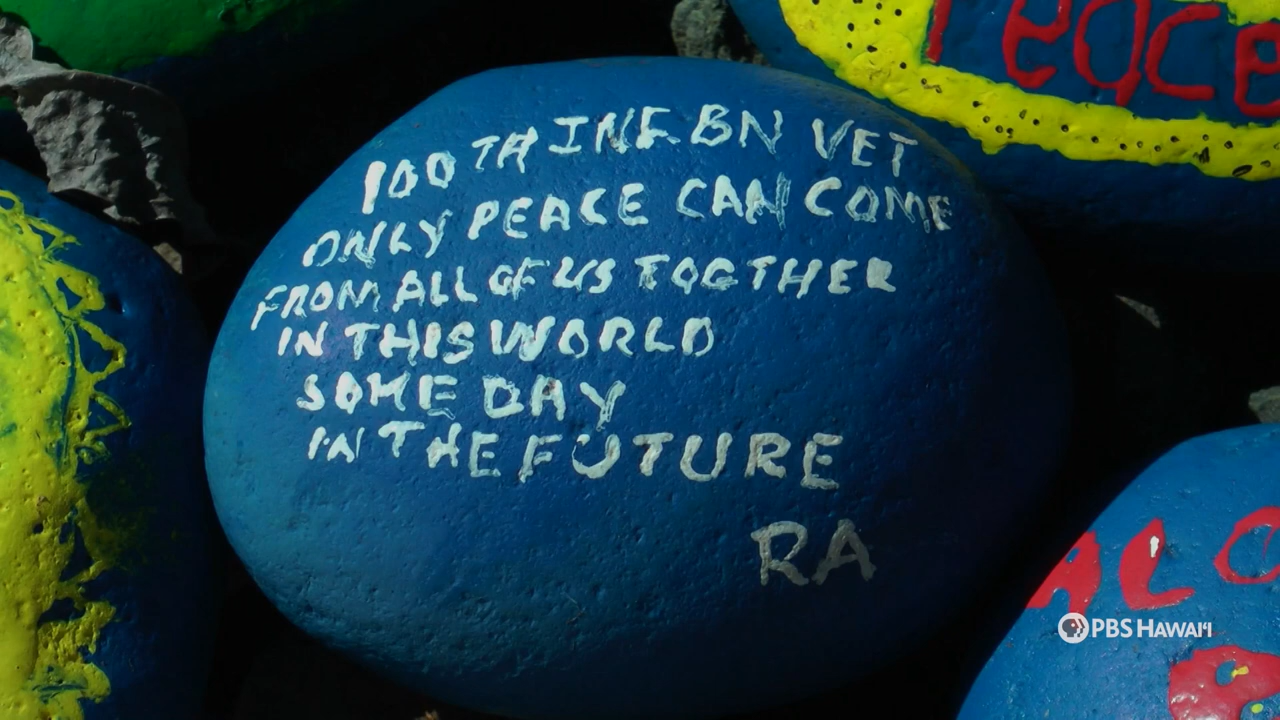 Peace
100 TH INF BN VET
ONLY PEACE CAN COME
FROM ALL OF US TOGTHER
IN THIS WORLD
SOME DAY
IN THE FUTURE
RA
ALO
P
PBS HAWAI'I